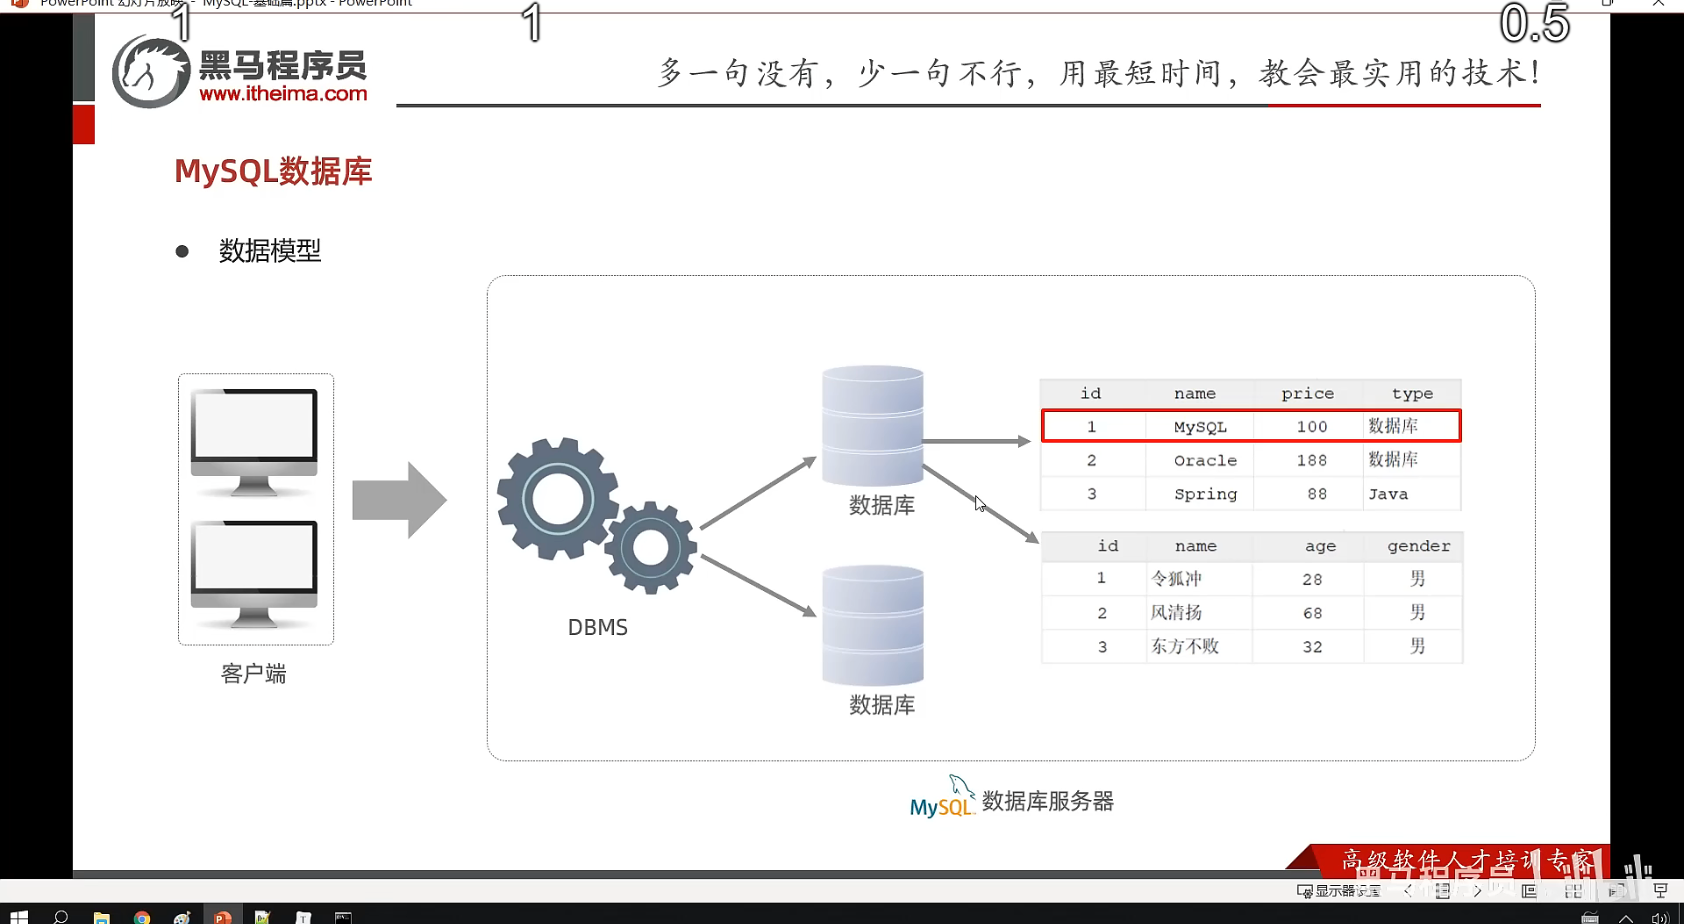 PowerPoint 幻灯片放映 - MySQL-基础篇.pptx - PowerPoint
1
1
0.5
黑马程序员
www.itheima.com
多一句没有，少一句不行，用最短时间，教会最实用的技术！
MySQL数据库
● 数据模型
客户端
DBMS
数据库
数据库
id name price type
1 MySQL 100 数据库
2 Oracle 188 数据库
3 Spring 88 Java
id name age gender
1 令狐冲 28 男
2 风清扬 68 男
3 东方不败 32 男
MySQL 数据库服务器
高级软件人才培训专家
黑马程序员
显示器设置